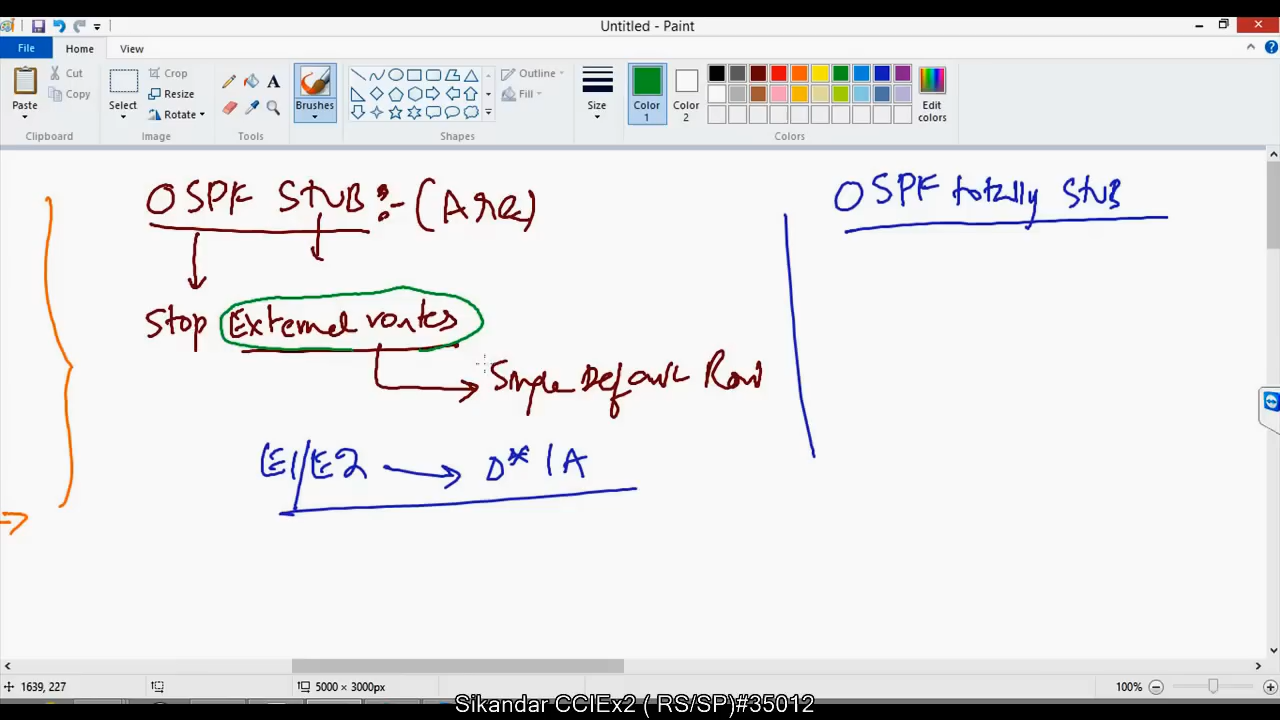 Untitled - Paint
File Home View
Paste
Cut
Copy
Clipboard
Select
Crop
Resize
Rotate
Image
Tools
Brushes
Shapes
Outline
Fill
Size
Color 1
Color 2
Edit colors
Colors
OSPF STUB :- (Area)
OSPF totally STUB
Stop External routes
Single Default Rout
E1/E2 O* IA
1639, 227
5000 × 3000px
100%
Sikandar CCIEx2 ( RS/SP)#35012